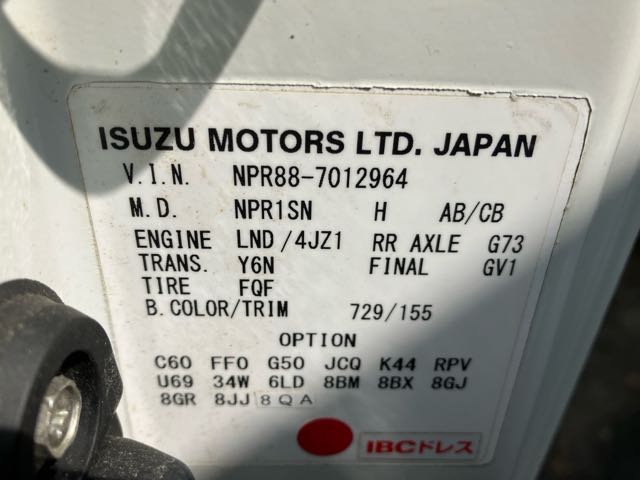 ISUZU MOTORS LTD. JAPAN
V.I.N. NPR88-7012964
M.D. NPR1SN H AB/CB
ENGINE LND/4JZ1 RR AXLE G73
TRANS. Y6N FINAL GV1
TIRE FQF
B.COLOR/TRIM 729/155
OPTION
C60 FF0 G50 JCQ K44 RPV
U69 34W 6LD 8BM 8BX 8GJ
8GR 8JJ 8QA
IBCドレス